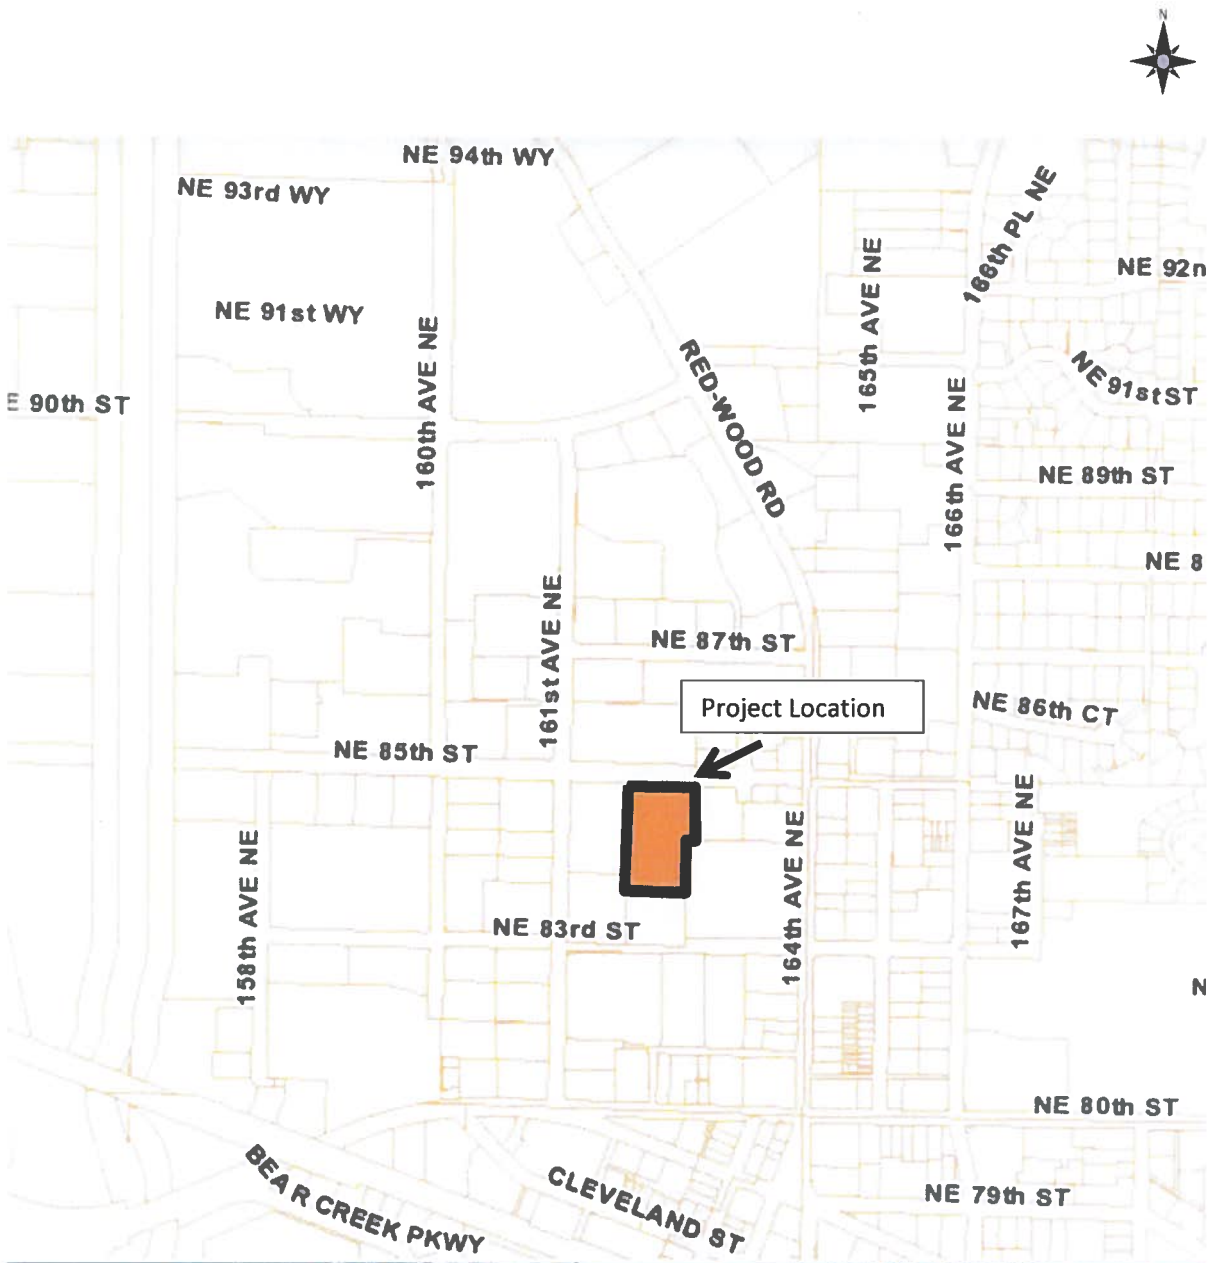 N
NE 94th WY
NE 93rd WY
166th PL NE
NE 92n
165th AVE NE
NE 91st WY
160th AVE NE
RED-WOOD RD
NE 91st ST
E 90th ST
166th AVE NE
NE 89th ST
NE 8
161st AVE NE
NE 87th ST
Project Location
NE 86th CT
NE 85th ST
158th AVE NE
164th AVE NE
167th AVE NE
NE 83rd ST
N
NE 80th ST
BEAR CREEK PKWY
CLEVELAND ST
NE 79th ST